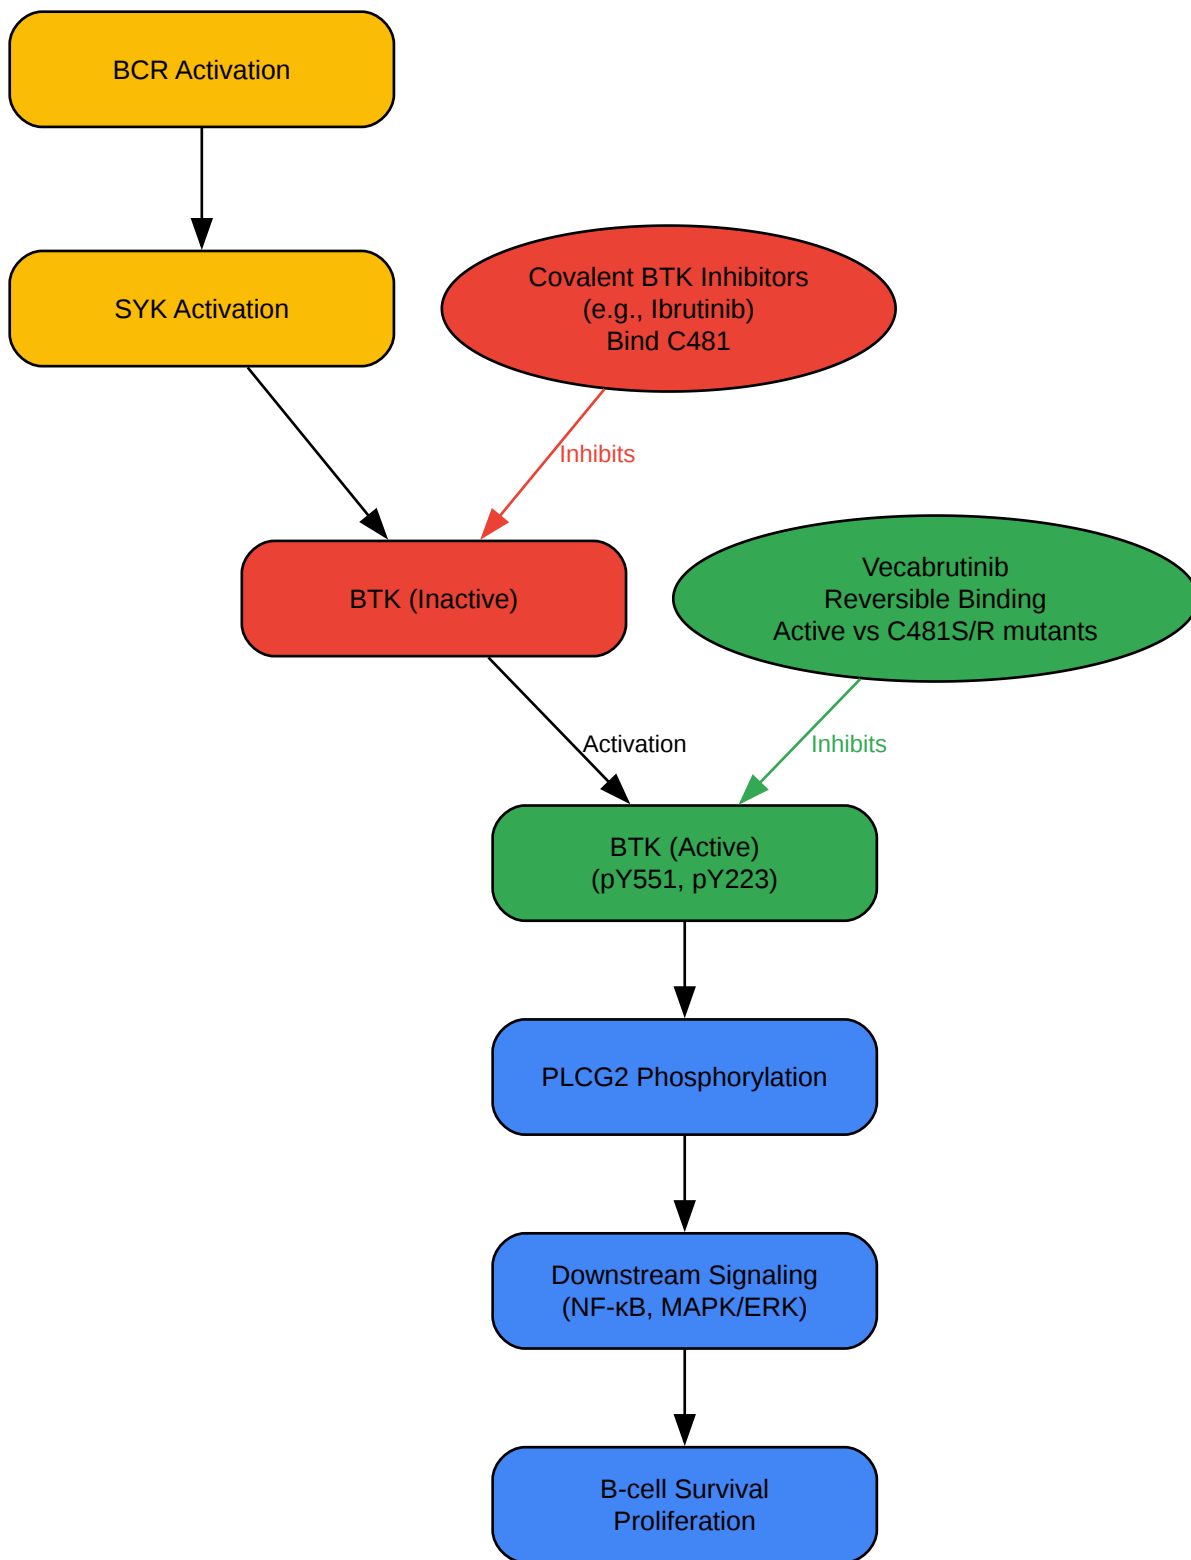 BCR Activation
SYK Activation
Covalent BTK Inhibitors
(e.g., Ibrutinib)
Bind C481
Inhibits
BTK (Inactive)
Vecabrutinib
Reversible Binding
Active vs C481S/R mutants
Activation
Inhibits
BTK (Active)
(pY551, pY223)
PLCG2 Phosphorylation
Downstream Signaling
(NF-κB, MAPK/ERK)
B-cell Survival
Proliferation